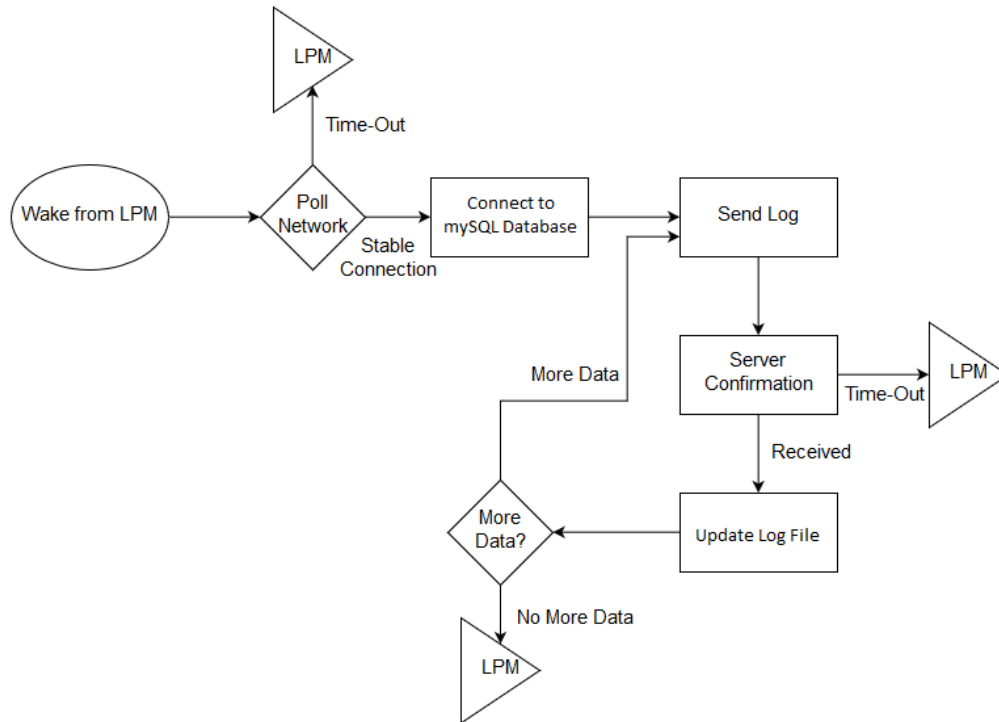 LPM
Time-Out
Wake from LPM
Poll
Network
Stable
Connection
Connect to
mySQL Database
Send Log
Server
Confirmation
Time-Out
LPM
Received
Update Log File
More
Data?
More Data
No More Data
LPM